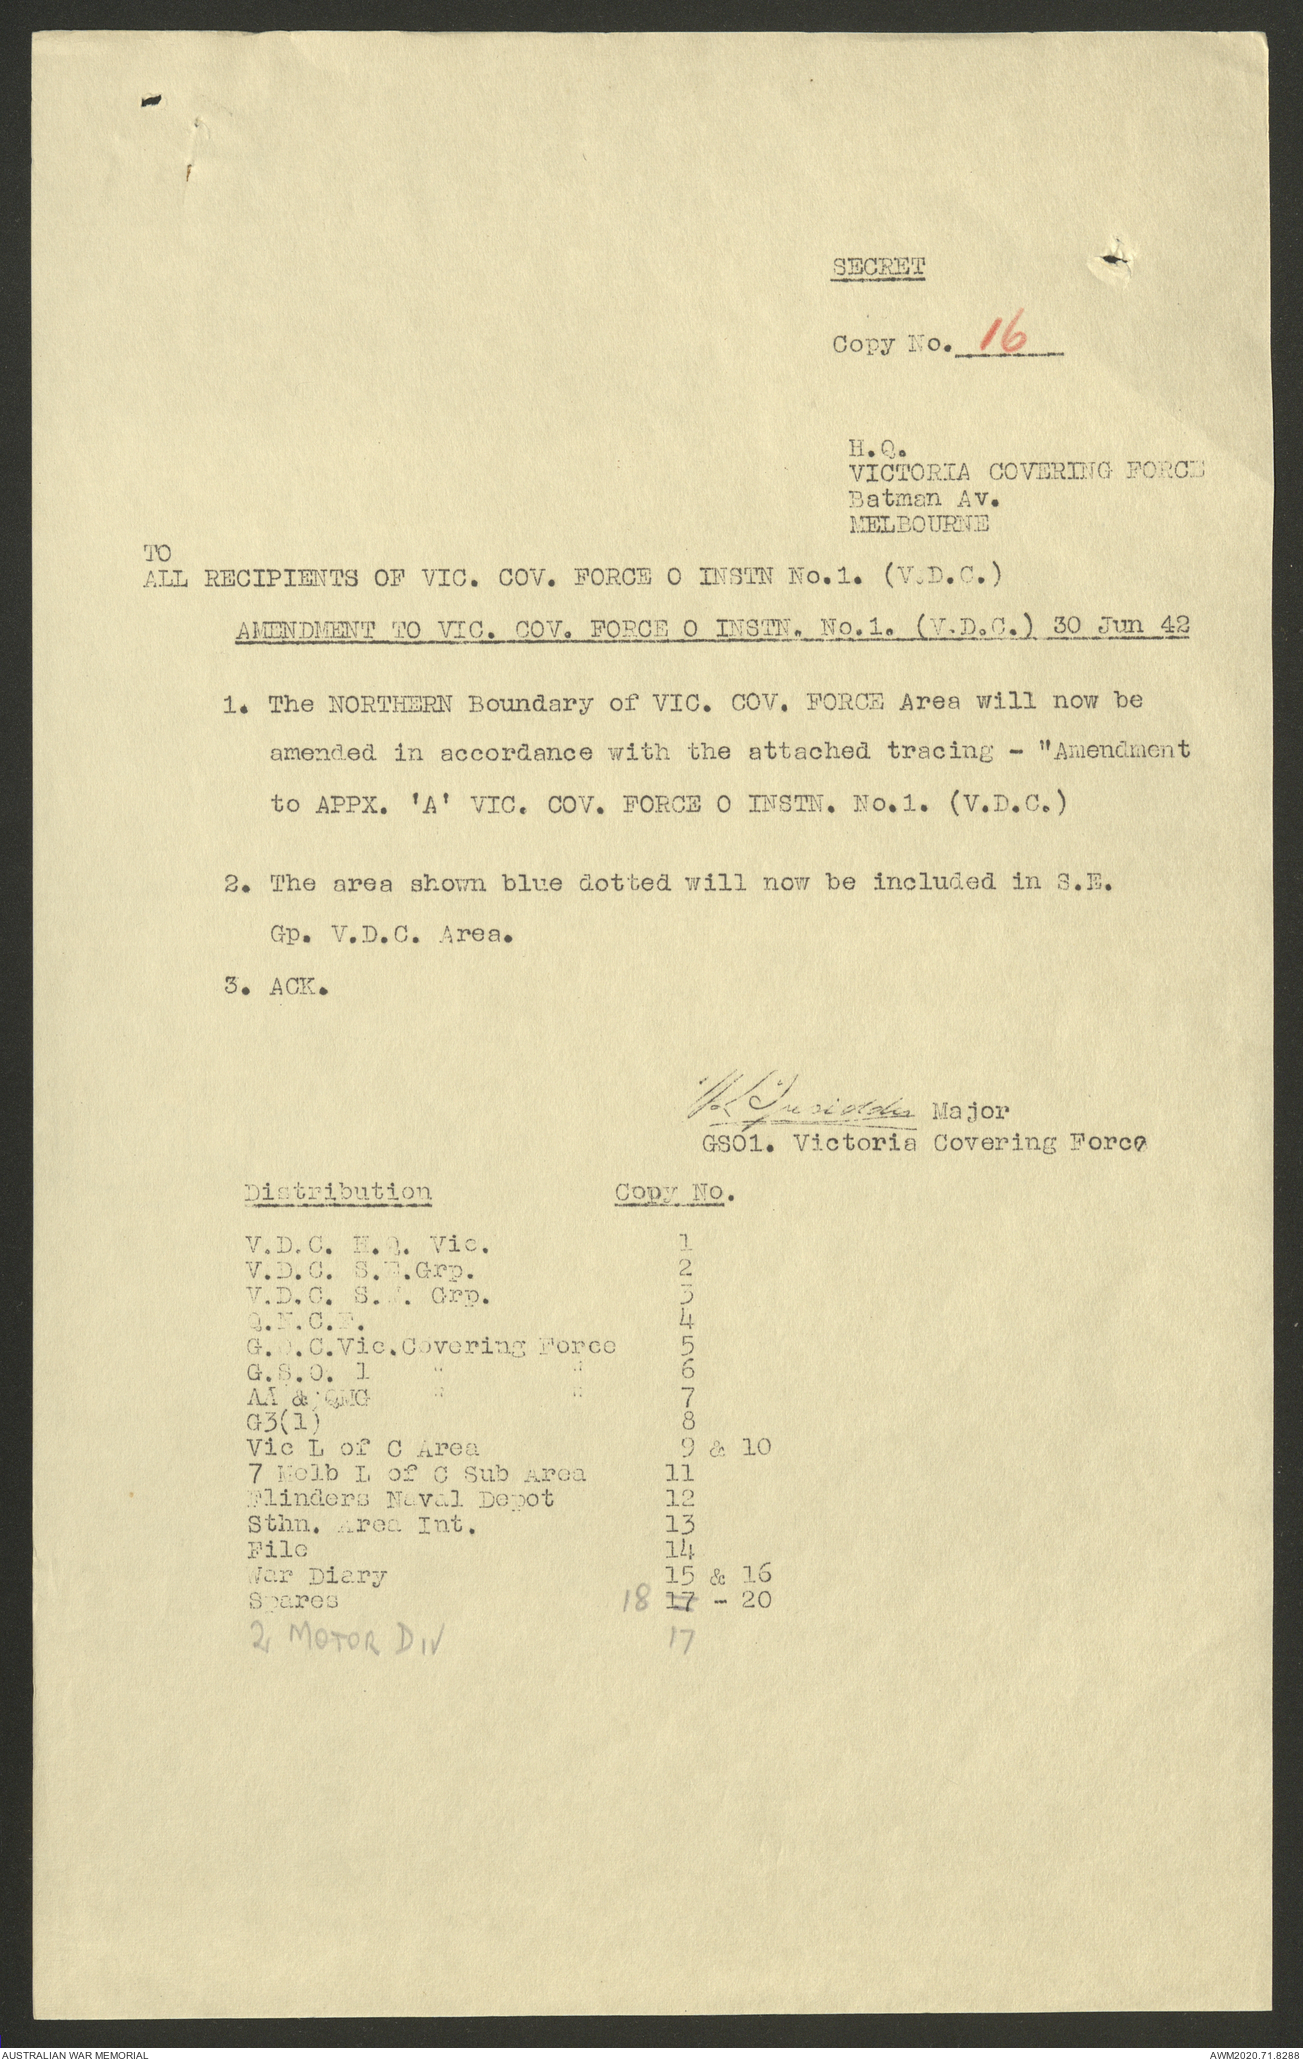 SECRET
Copy No. 16
H.Q.
VICTORIA COVERING FORCE
Batman Av.
MELBOURNE
TO
ALL RECIPIENTS OF VIC. COV. FORCE O INSTN No.1. (V.D.C.)
AMENDMENT TO VIC. COV. FORCE O INSTN. No.1. (V.D.C.) 30 Jun 42
1. The NORTHERN Boundary of VIC. COV. FORCE Area will now be
amended in accordance with the attached tracing - "Amendment
to APPX. 'A' VIC. COV. FORCE O INSTN. No.1. (V.D.C.)
2. The area shown blue dotted will now be included in S.E.
Gp. V.D.C. Area.
3. ACK.
Major
GSO1. Victoria Covering Force
Distribution Copy No.
V.D.C. H.Q. Vic. 1
V.D.C. S.E.Grp. 2
V.D.C. S.W. Grp. 3
4
G.O.C.Vic.Covering Force 5
G.S.O. 1 " " 6
AA & QMG " " 7
G3(1) 8
Vic L of C Area 9 & 10
7 Melb L of C Sub Area 11
Flinders Naval Depot 12
Sthn. Area Int. 13
File 14
War Diary 15 & 16
Spares 18 17 - 20
2 MOTOR DIV 17
AUSTRALIAN WAR MEMORIAL
AWM2020.71.8288